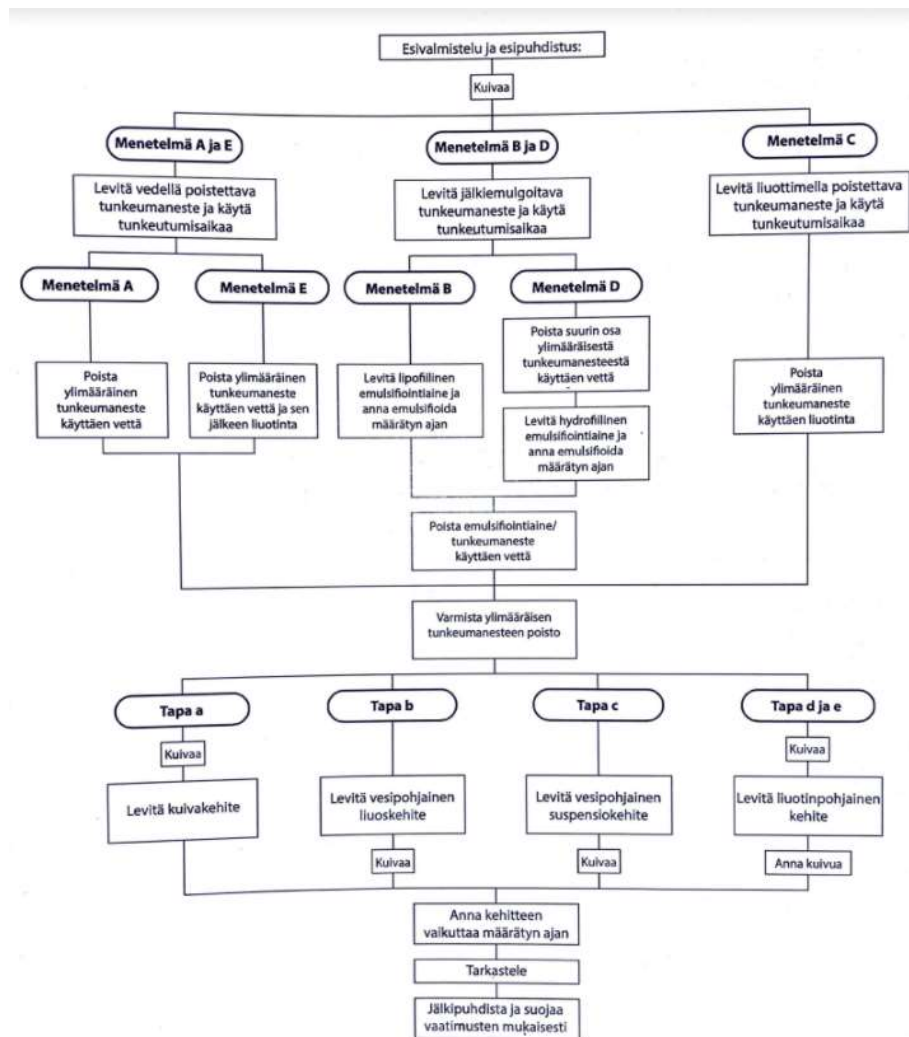 Esivalmistelu ja esipuhdistus:
Kuivaa
Menetelmä A ja E
Menetelmä B ja D
Menetelmä C
Levitä vedellä poistettava
tunkeumaneste ja käytä
tunkeutumisaikaa
Levitä jälkiemulgoitava
tunkeumaneste ja käytä
tunkeutumisaikaa
Levitä liuottimella poistettava
tunkeumaneste ja käytä
tunkeutumisaikaa
Menetelmä A
Menetelmä E
Menetelmä B
Menetelmä D
Poista
ylimääräinen
tunkeumaneste
käyttäen vettä
Poista ylimääräinen
tunkeumaneste
käyttäen vettä ja sen
jälkeen liuotinta
Levitä lipofiilinen
emulsifiointiaine ja
anna emulsifioida
määrätyn ajan
Poista suurin osa
ylimääräisestä
tunkeumanesteestä
käyttäen vettä
Levitä hydrofiilinen
emulsifiointiaine ja
anna emulsifioida
määrätyn ajan
Poista
ylimääräinen
tunkeumaneste
käyttäen liuotinta
Poista emulsifiointiaine/
tunkeumaneste
käyttäen vettä
Varmista ylimääräisen
tunkeumanesteen poisto
Tapa a
Tapa b
Tapa c
Tapa d ja e
Kuivaa
Kuivaa
Levitä kuivakehite
Levitä vesipohjainen
liuoskehite
Levitä vesipohjainen
suspensiokehite
Levitä liuotinpohjainen
kehite
Kuivaa
Kuivaa
Anna kuivua
Anna kehitteen
vaikuttaa määrätyn ajan
Tarkastele
Jälkipuhdista ja suojaa
vaatimusten mukaisesti